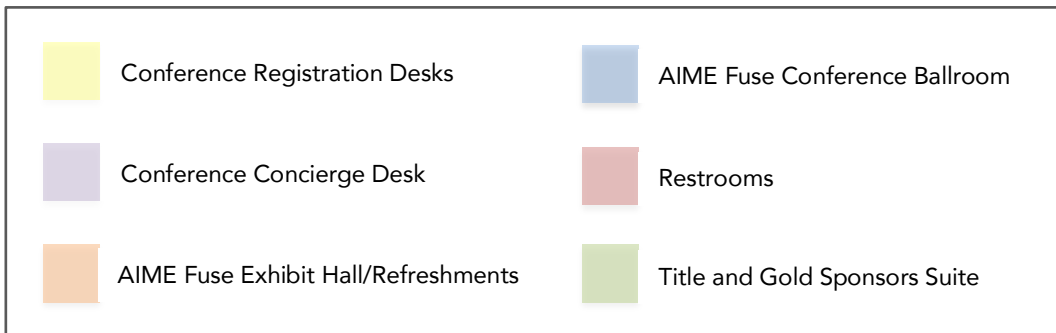 Conference Registration Desks
AIME Fuse Conference Ballroom
Conference Concierge Desk
Restrooms
AIME Fuse Exhibit Hall/Refreshments
Title and Gold Sponsors Suite